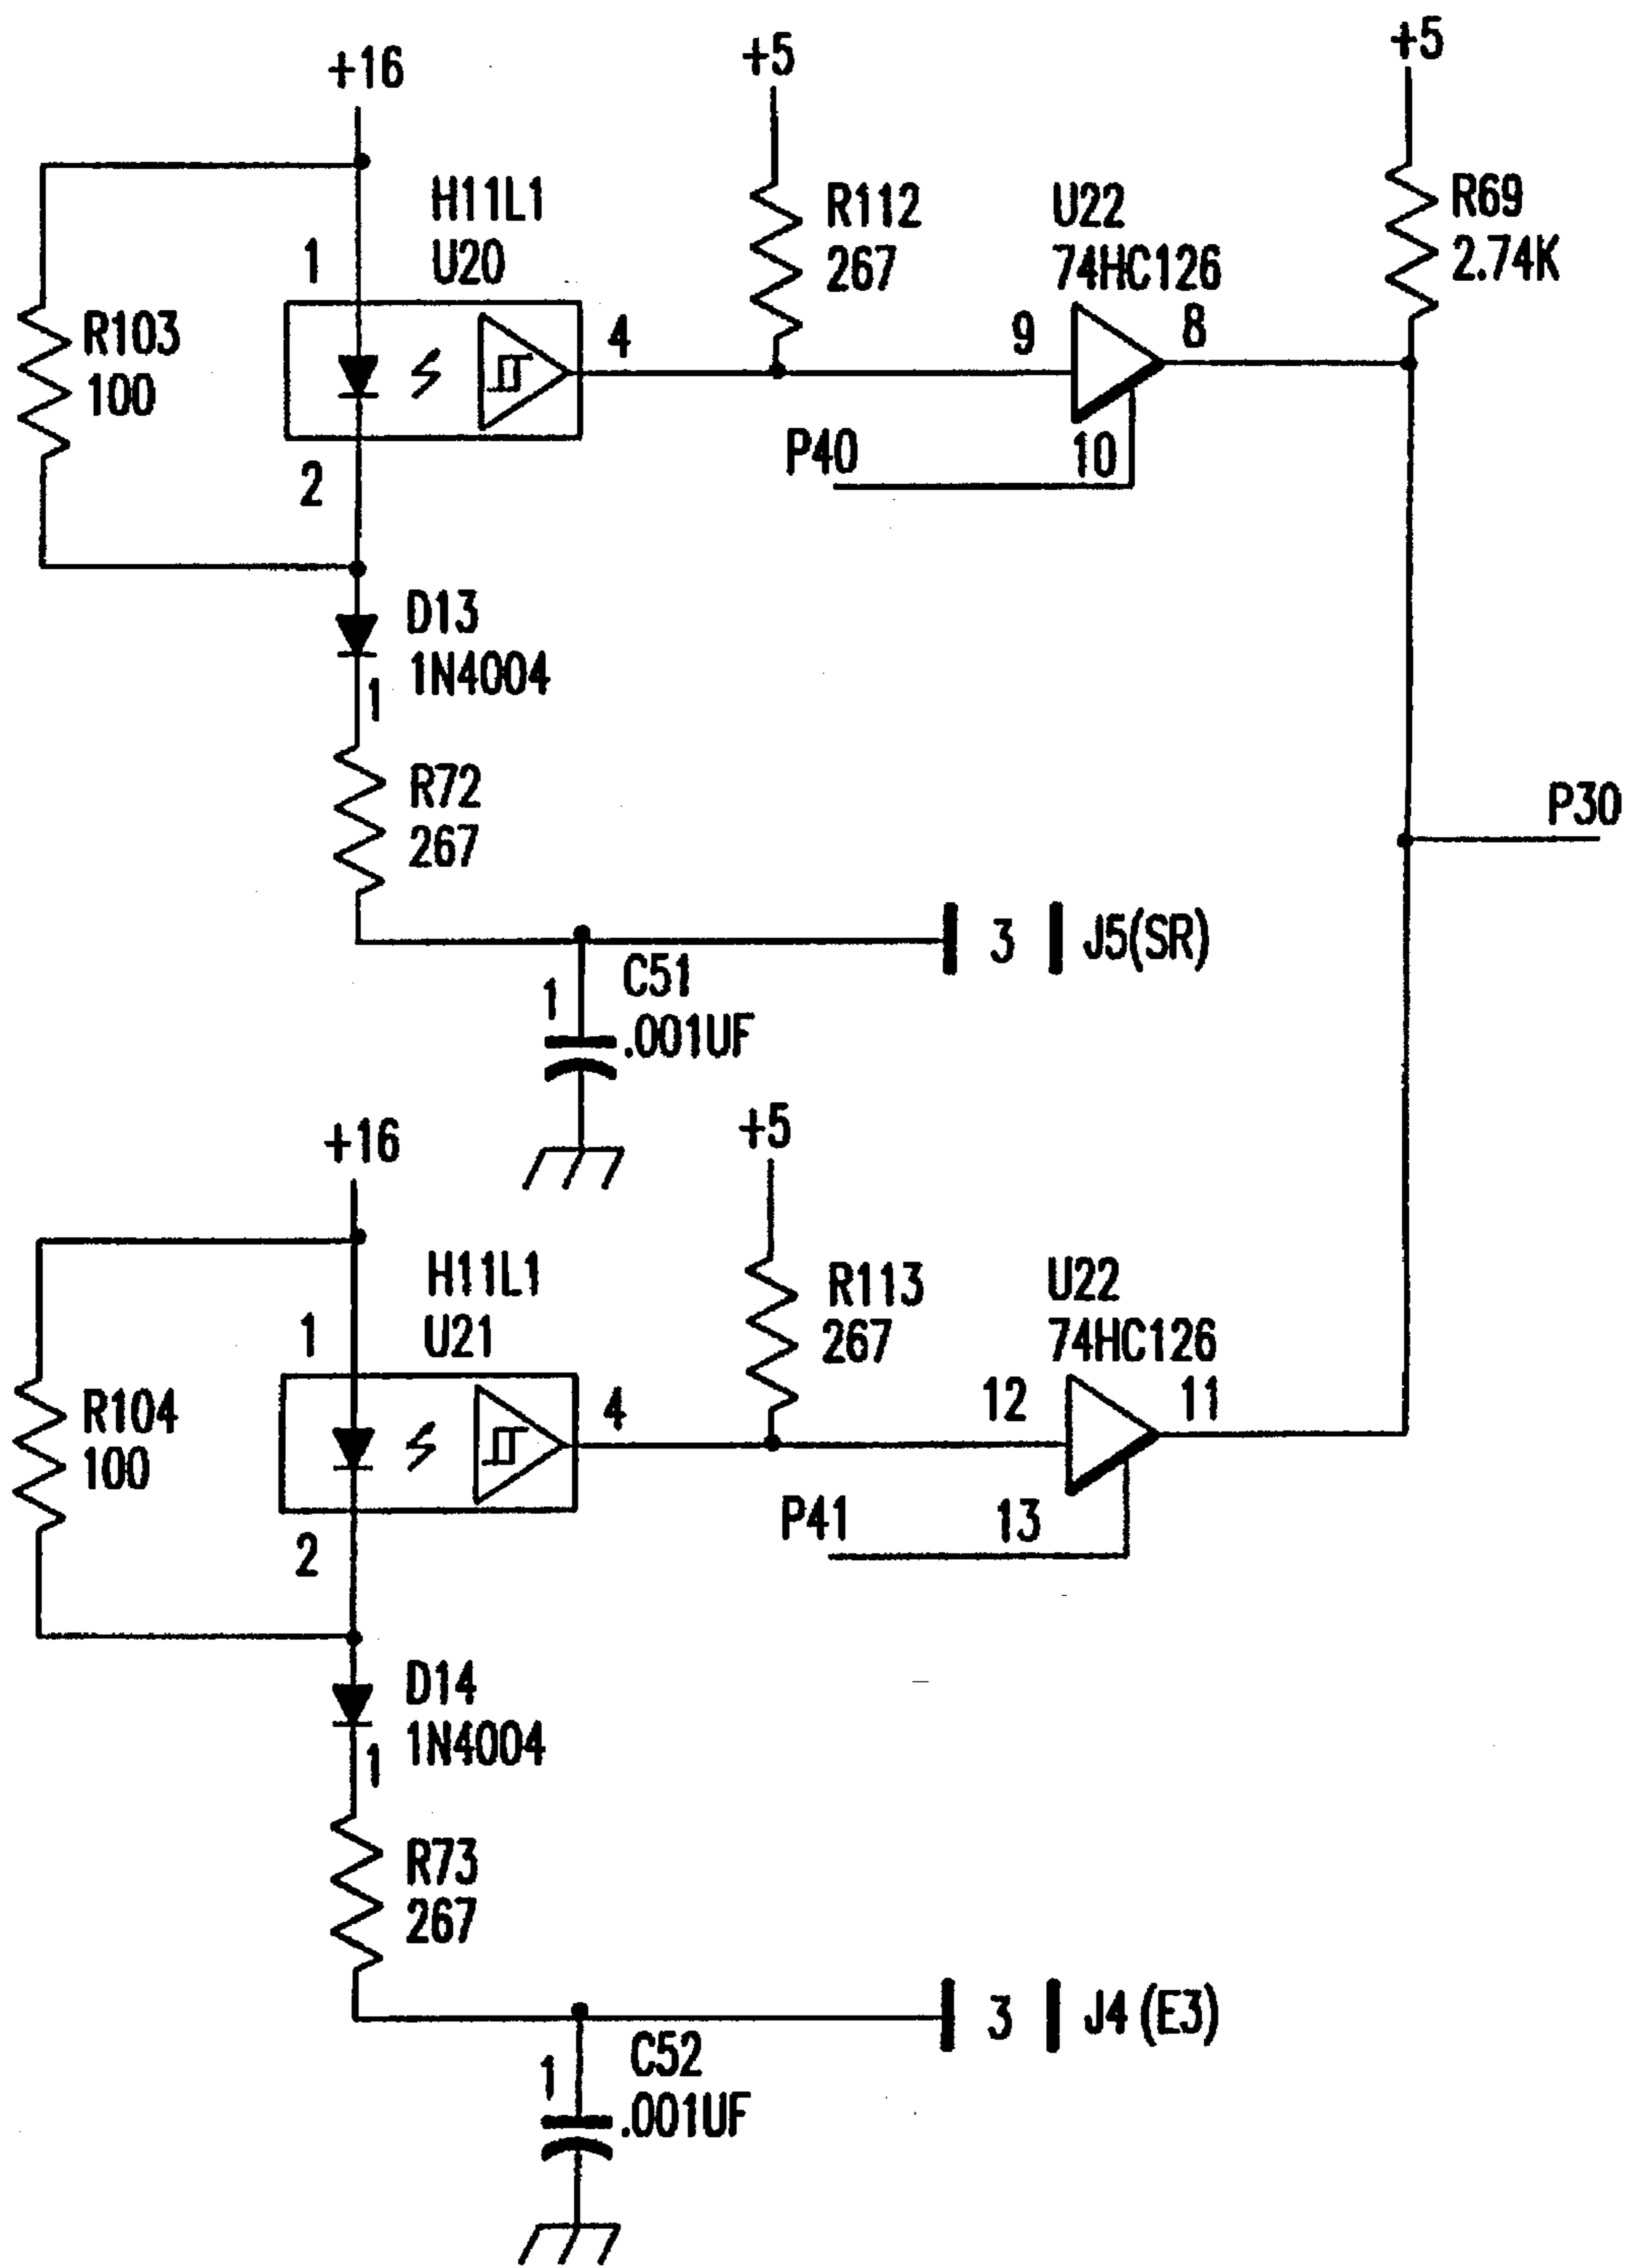 +16
+5
+5
H11L1
U20
1
R103
100
4
2
R112
267
U22
74HC126
9
8
10
P40
R69
2.74K
D13
1N4004
1
R72
267
P30
3
J5(SR)
C51
.001UF
1
+16
+5
H11L1
U21
1
R104
100
4
2
R113
267
U22
74HC126
12
11
13
P41
D14
1N4004
1
R73
267
3
J4 (E3)
C52
.001UF
1